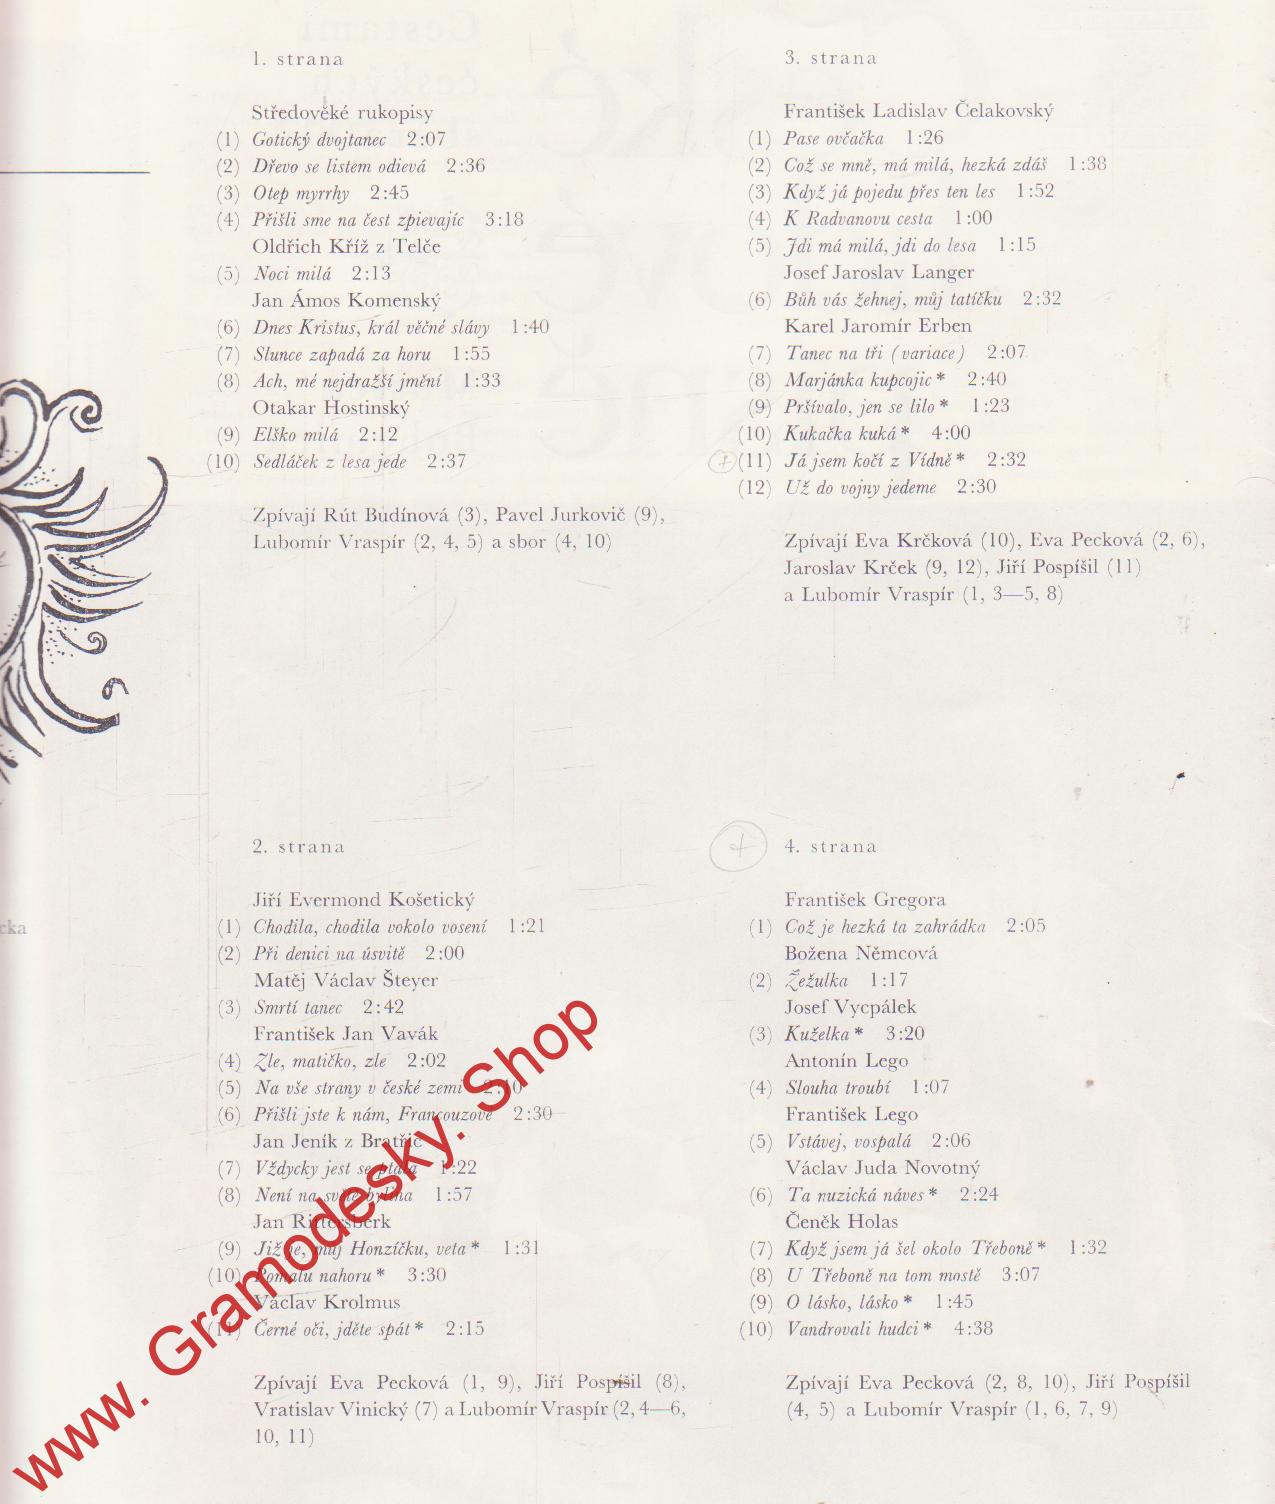 1. strana
Středověké rukopisy
(1) Gotický dvojtanec 2:07
(2) Dřevo se listem odievá 2:36
(3) Otep myrrhy 2:45
(4) Přišli sme na čest zpievajíc 3:18
Oldřich Kříž z Telče
(5) Noci milá 2:13
Jan Ámos Komenský
(6) Dnes Kristus, král věčné slávy 1:40
(7) Slunce zapadá za horu 1:55
(8) Ach, mé nejdražší jmění 1:33
Otakar Hostinský
(9) Elško milá 2:12
(10) Sedláček z lesa jede 2:37
Zpívají Rút Budínová (3), Pavel Jurkovič (9),
Lubomír Vraspír (2, 4, 5) a sbor (4, 10)
2. strana
Jiří Evermond Košetický
(1) Chodila, chodila vokolo vosení 1:21
(2) Při denici na úsvitě 2:00
Matěj Václav Šteyer
(3) Smrtí tanec 2:42
František Jan Vavák
(4) Zle, matičko, zle 2:02
(5) Na vše strany v české zemi 2:10
(6) Přišli jste k nám, Francouzové 2:30
Jan Jeník z Bratřic
(7) Vždycky jest se ptala 1:22
(8) Není na světě bylina 1:57
Jan Rittersberk
(9) Již je, můj Honzíčku, veta * 1:31
(10) Pomalu nahoru * 3:30
Václav Krolmus
(11) Černé oči, jděte spát * 2:15
Zpívají Eva Pecková (1, 9), Jiří Pospíšil (8),
Vratislav Vinický (7) a Lubomír Vraspír (2, 4—6,
10, 11)
3. strana
František Ladislav Čelakovský
(1) Pase ovčačka 1:26
(2) Což se mně, má milá, hezká zdáš 1:38
(3) Když já pojedu přes ten les 1:52
(4) K Radvanovu cesta 1:00
(5) Jdi má milá, jdi do lesa 1:15
Josef Jaroslav Langer
(6) Bůh vás žehnej, můj tatíčku 2:32
Karel Jaromír Erben
(7) Tanec na tři (variace) 2:07
(8) Marjánka kupcojic * 2:40
(9) Pršívalo, jen se lilo * 1:23
(10) Kukačka kuká * 4:00
+ (11) Já jsem kočí z Vídně * 2:32
(12) Už do vojny jedeme 2:30
Zpívají Eva Krčková (10), Eva Pecková (2, 6),
Jaroslav Krček (9, 12), Jiří Pospíšil (11)
a Lubomír Vraspír (1, 3—5, 8)
+ 4. strana
František Gregora
(1) Což je hezká ta zahrádka 2:05
Božena Němcová
(2) Žežulka 1:17
Josef Vycpálek
(3) Kuželka * 3:20
Antonín Lego
(4) Slouha troubí 1:07
František Lego
(5) Vstávej, vospalá 2:06
Václav Juda Novotný
(6) Ta nuzická náves * 2:24
Čeněk Holas
(7) Když jsem já šel okolo Třeboně * 1:32
(8) U Třeboně na tom mostě 3:07
(9) O lásko, lásko * 1:45
(10) Vandrovali hudci * 4:38
Zpívají Eva Pecková (2, 8, 10), Jiří Pospíšil
(4, 5) a Lubomír Vraspír (1, 6, 7, 9)
www. Gramodesky. Shop